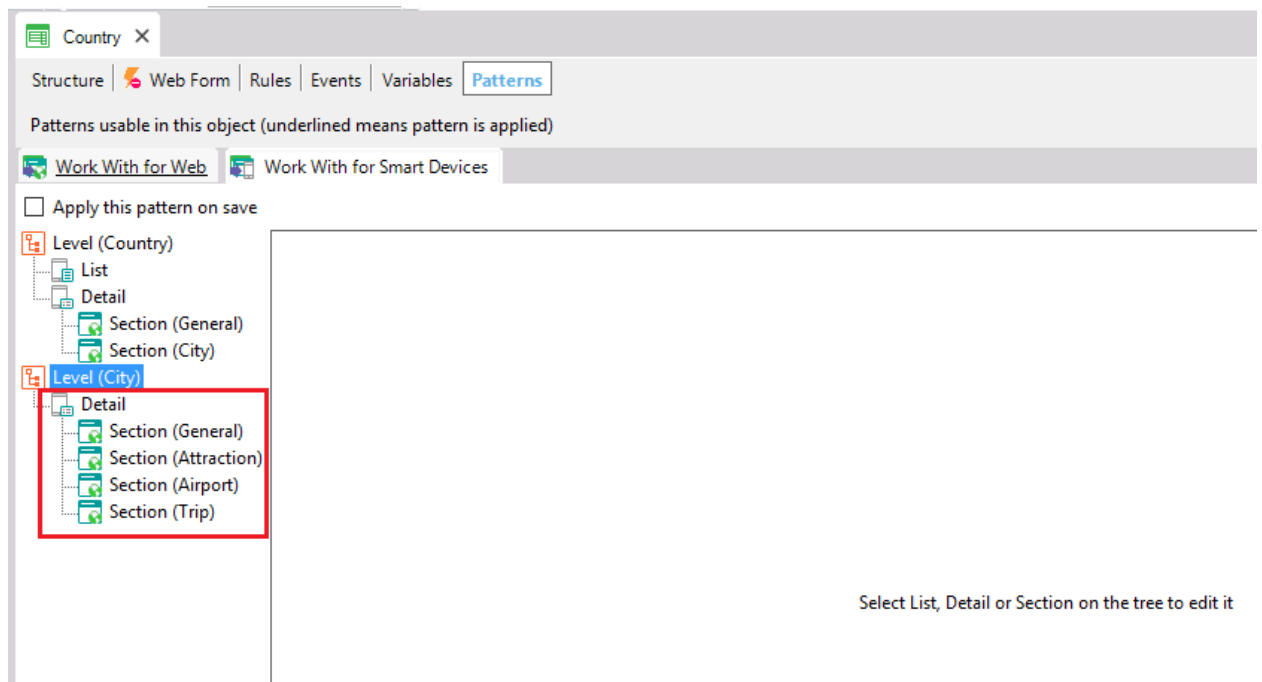 Country
Structure Web Form Rules Events Variables Patterns
Patterns usable in this object (underlined means pattern is applied)
Work With for Web Work With for Smart Devices
Apply this pattern on save
Level (Country)
List
Detail
Section (General)
Section (City)
Level (City)
Detail
Section (General)
Section (Attraction)
Section (Airport)
Section (Trip)
Select List, Detail or Section on the tree to edit it